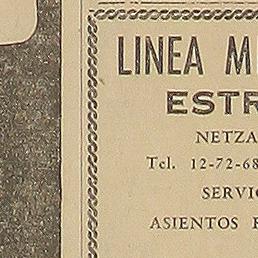 LINEA M
ESTR
NETZA
Tel. 12-72-68
SERVIC
ASIENTOS R